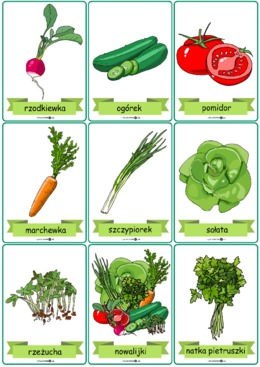 rzodkiewka
ogórek
pomidor
marchewka
szczypiorek
sałata
rzeżucha
nowalijki
natka pietruszki